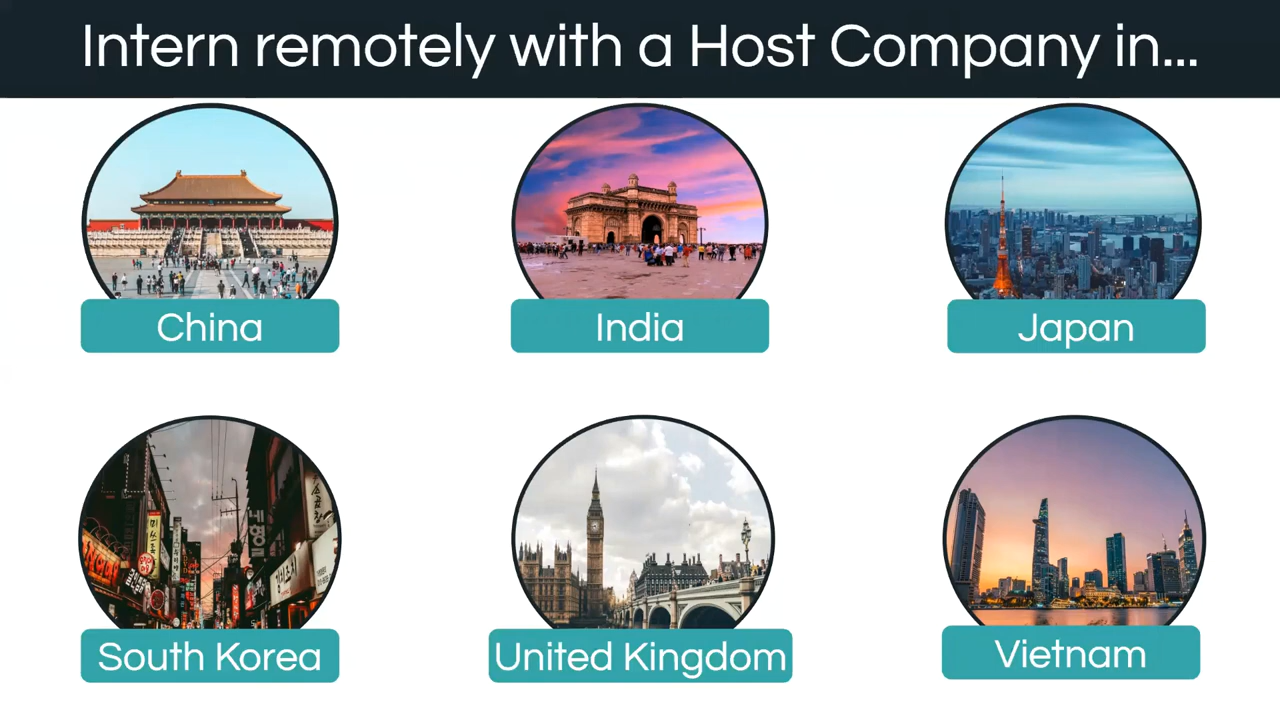 Intern remotely with a Host Company in...
China
India
Japan
South Korea
United Kingdom
Vietnam